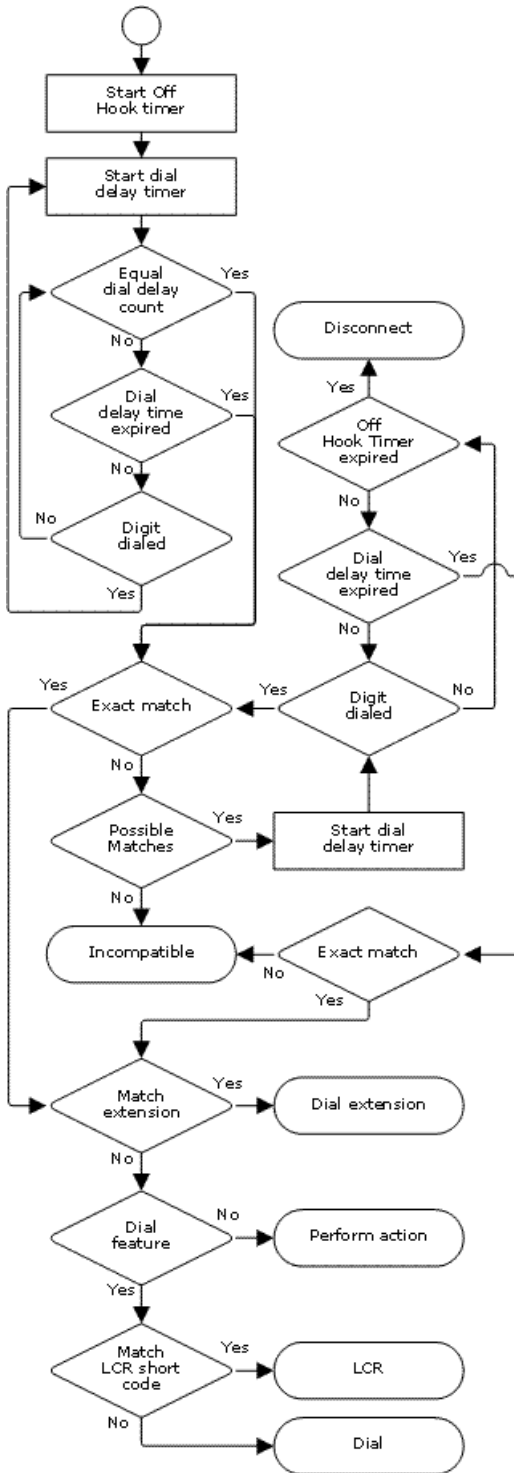 Start Off
Hook timer
Start dial
delay timer
Equal
dial delay
count
Yes
No
Dial
delay time
expired
Yes
No
Digit
dialed
No
Yes
Disconnect
Yes
Off
Hook Timer
expired
No
Dial
delay time
expired
Yes
No
Digit
dialed
Yes
No
Exact match
Yes
No
Possible
Matches
Yes
No
Start dial
delay timer
Incompatible
Exact match
No
Yes
Match
extension
Yes
No
Dial extension
Dial
feature
No
Yes
Perform action
Match
LCR short
code
Yes
No
LCR
Dial